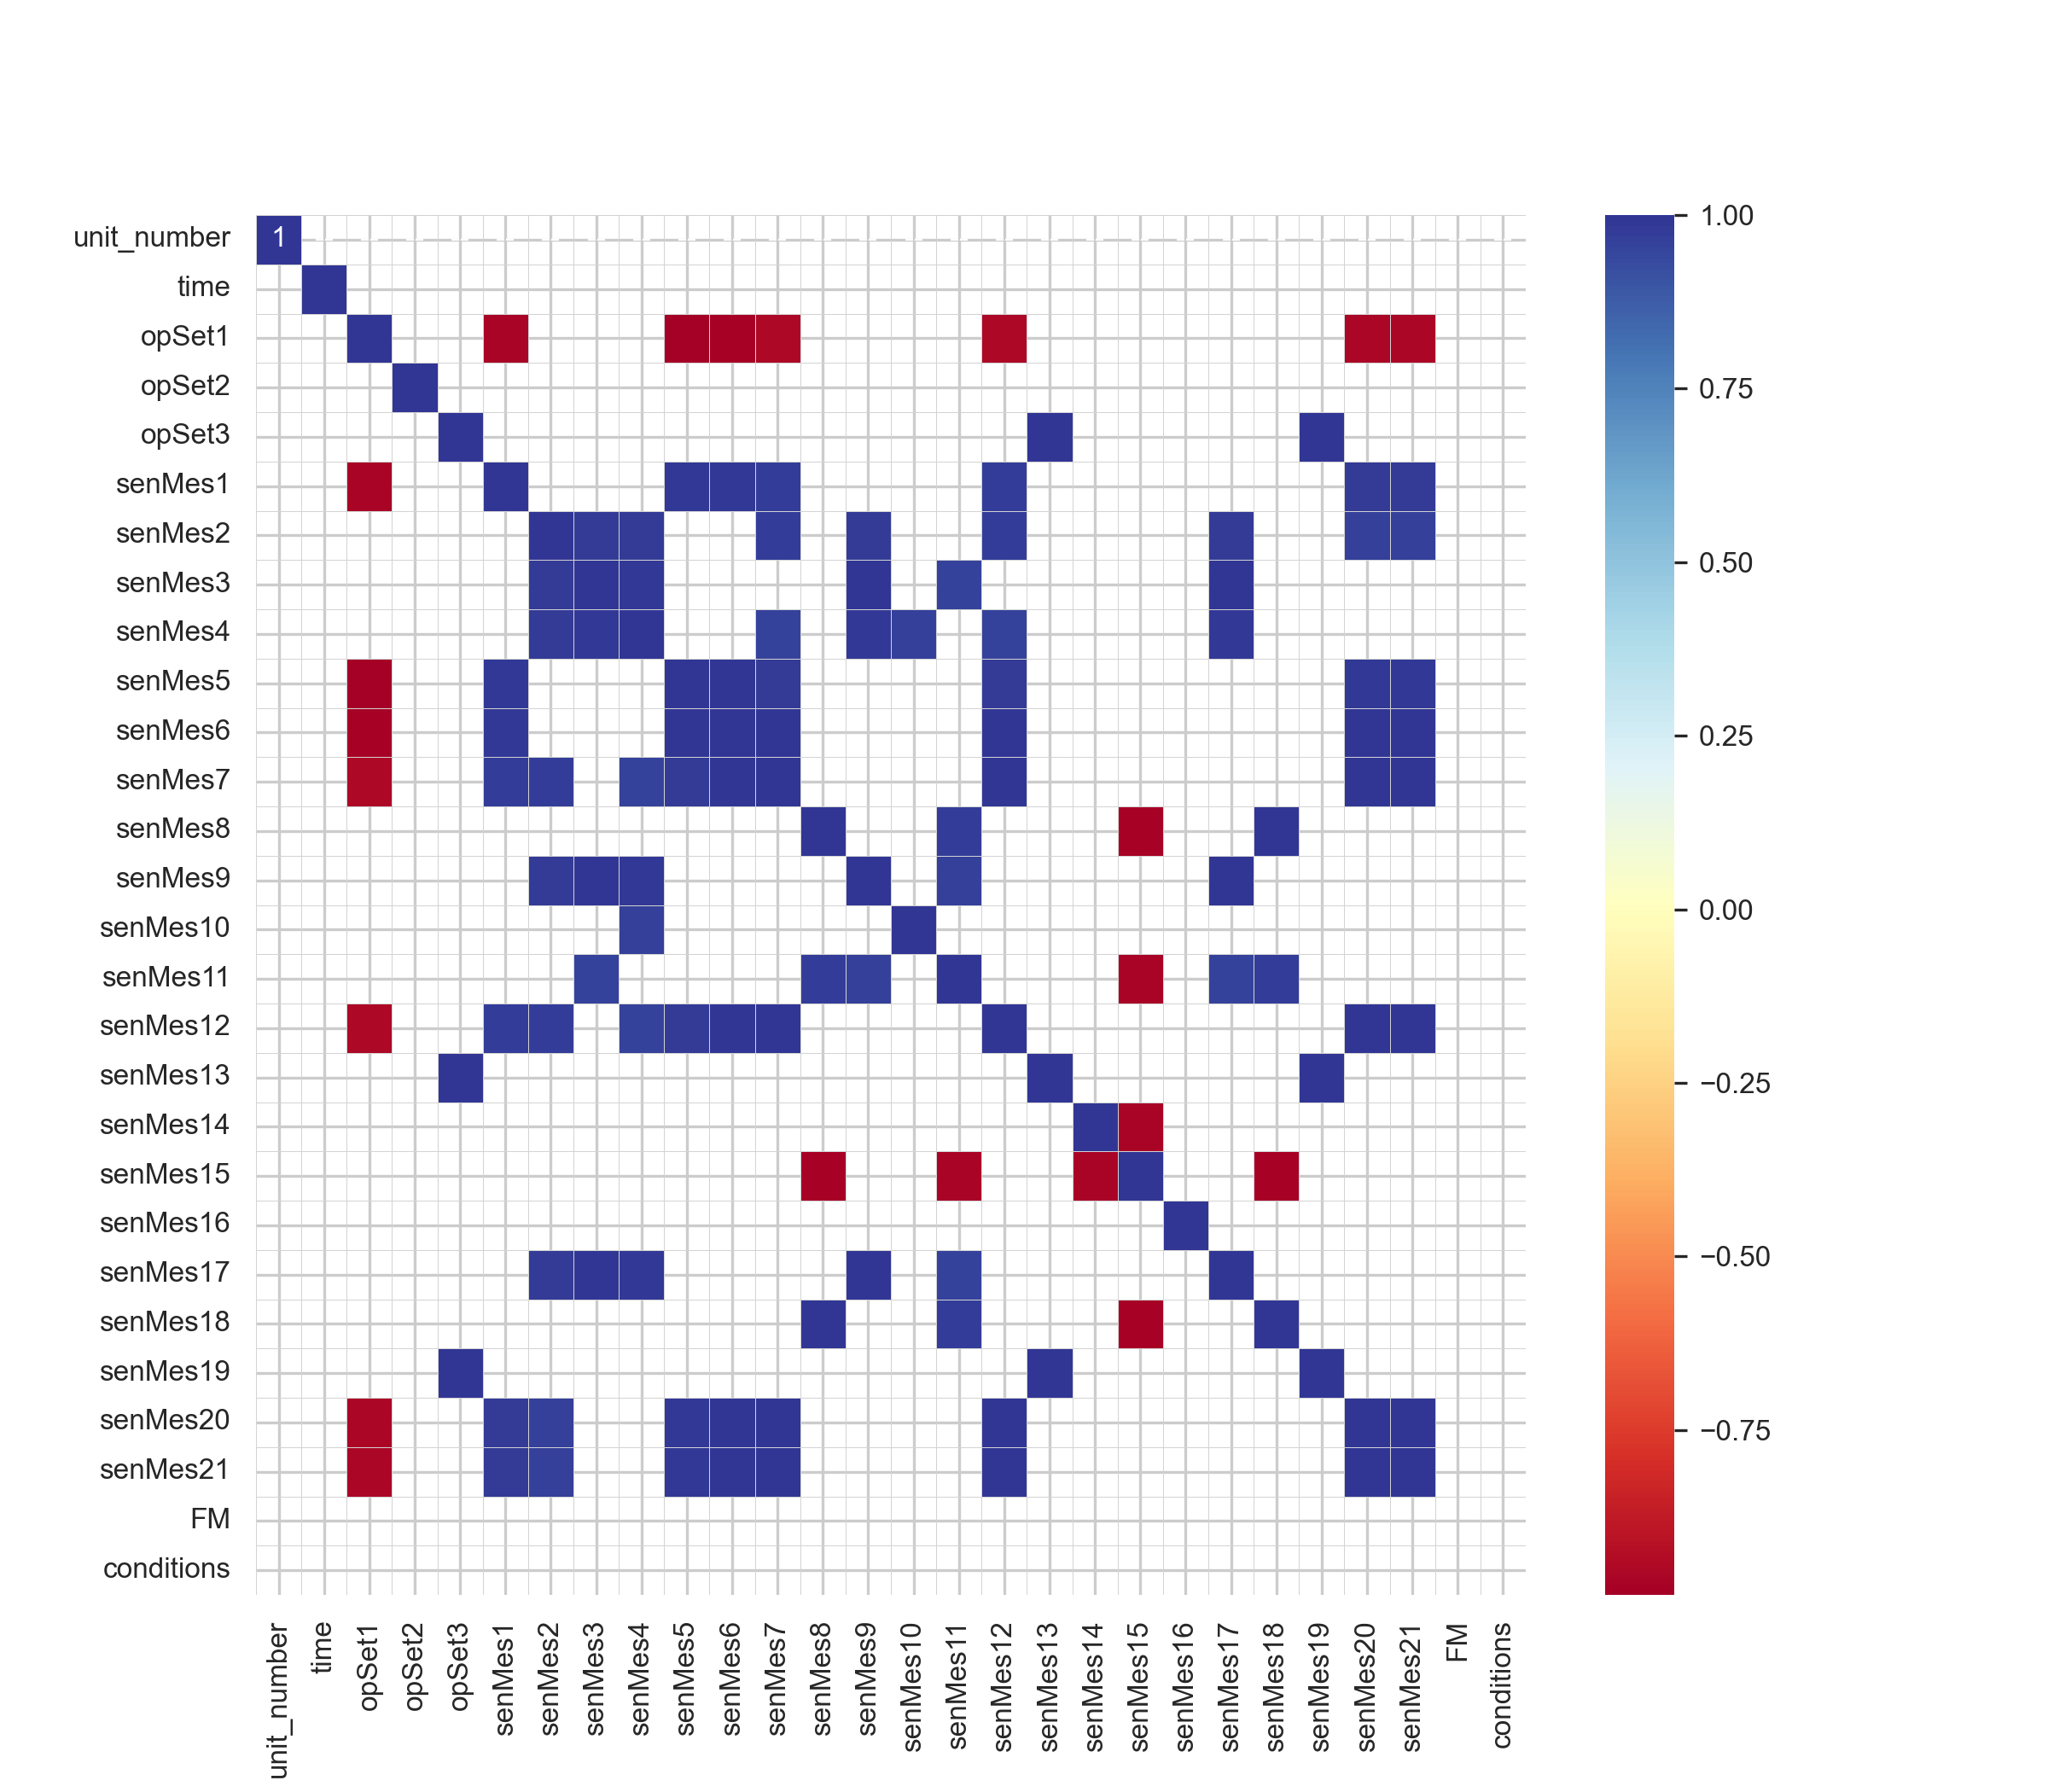 unit_number
1
time
opSet1
opSet2
opSet3
senMes1
senMes2
senMes3
senMes4
senMes5
senMes6
senMes7
senMes8
senMes9
senMes10
senMes11
senMes12
senMes13
senMes14
senMes15
senMes16
senMes17
senMes18
senMes19
senMes20
senMes21
FM
conditions
unit_number
time
opSet1
opSet2
opSet3
senMes1
senMes2
senMes3
senMes4
senMes5
senMes6
senMes7
senMes8
senMes9
senMes10
senMes11
senMes12
senMes13
senMes14
senMes15
senMes16
senMes17
senMes18
senMes19
senMes20
senMes21
FM
conditions
1.00
0.75
0.50
0.25
0.00
−0.25
−0.50
−0.75